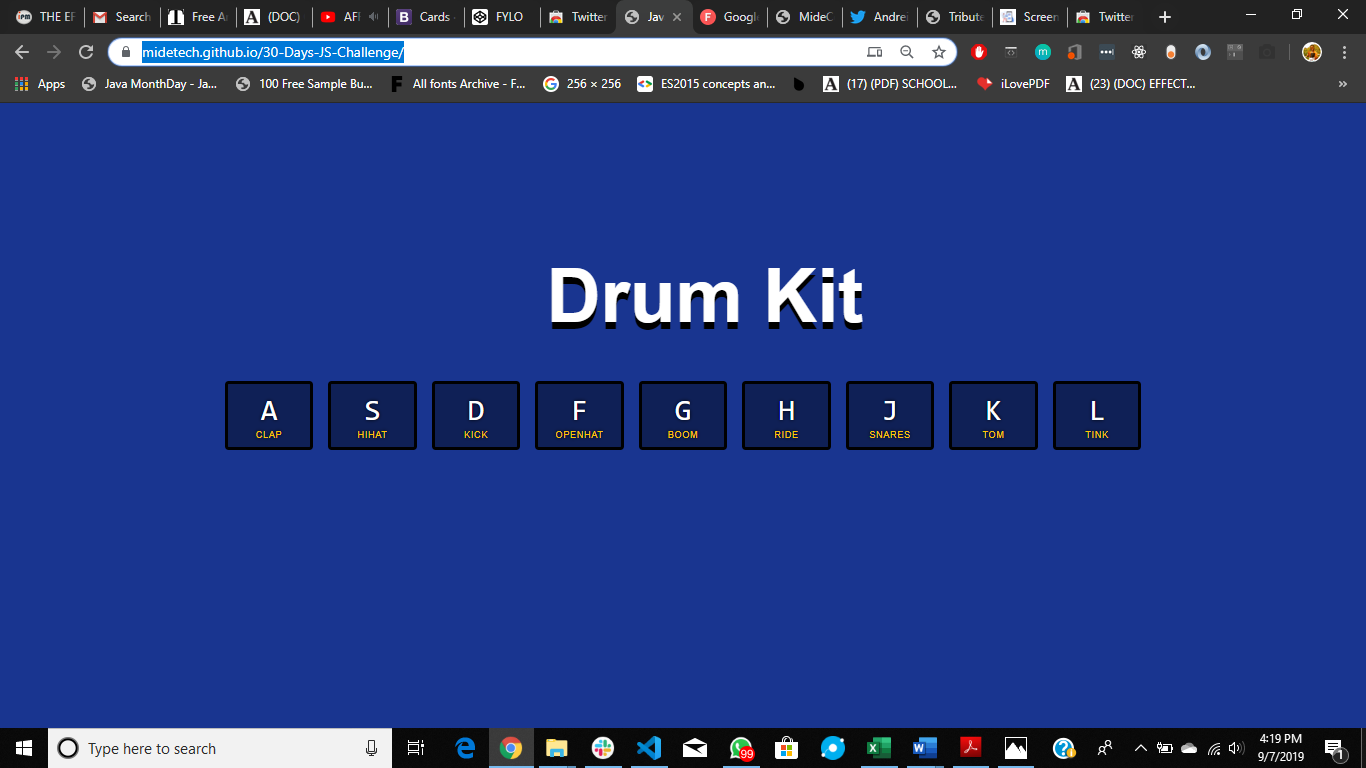 THE EF Search Free A (DOC) AFI B Cards - FYLO Twitter Jav F Googl MideC Andrei Tribute Screen Twitter
midetech.github.io/30-Days-JS-Challenge/
Apps Java MonthDay - Ja... 100 Free Sample Bu... F All fonts Archive - F... 256 × 256 ES2015 concepts an... A (17) (PDF) SCHOOL... iLovePDF A (23) (DOC) EFFECT... »
Drum Kit
A S D F G H J K L
CLAP HIHAT KICK OPENHAT BOOM RIDE SNARES TOM TINK
Type here to search 99 4:19 PM
9/7/2019 1